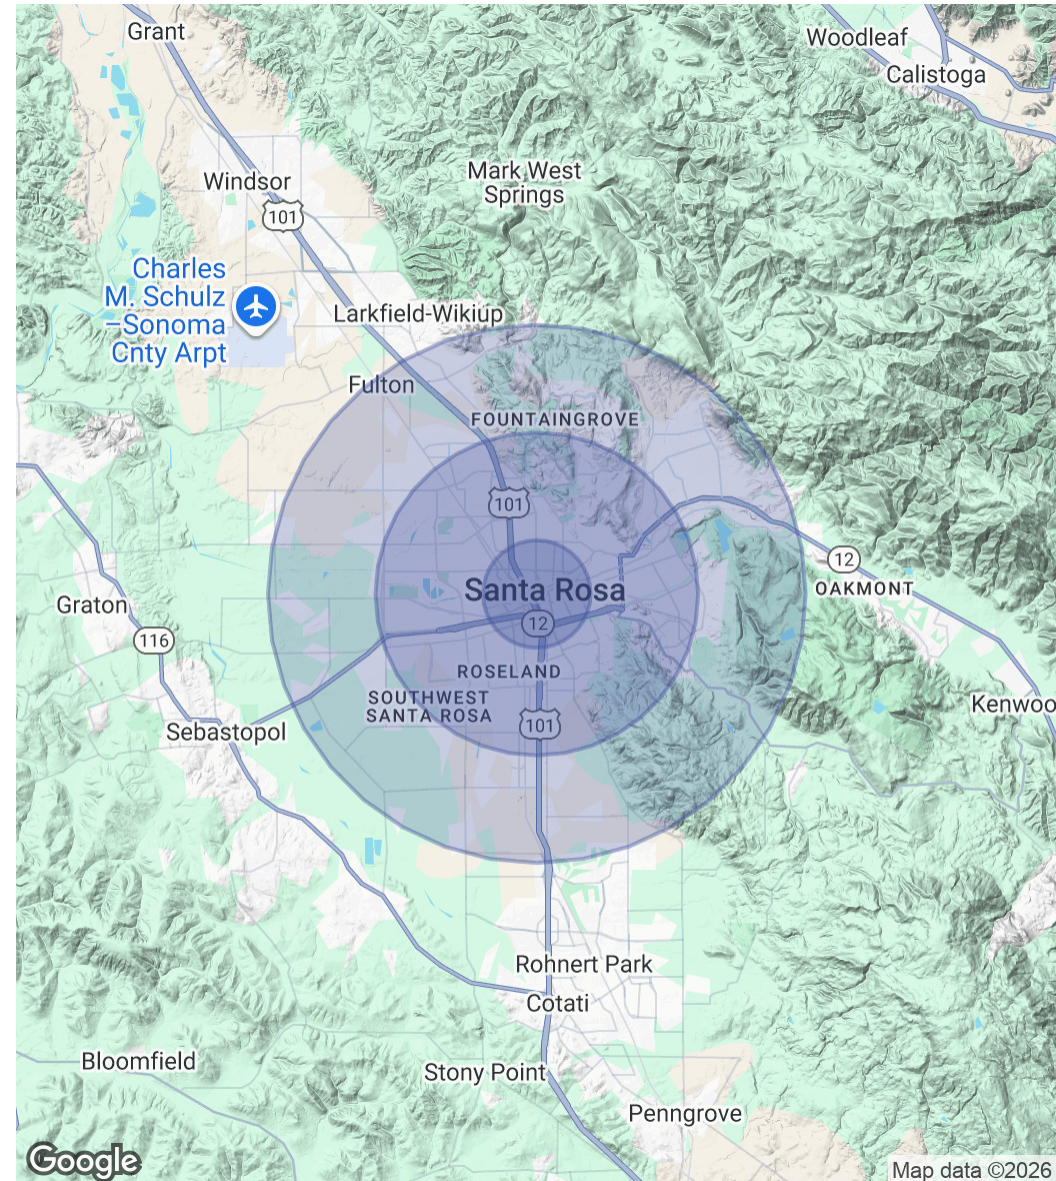 Grant
Woodleaf
Calistoga
Mark West
Springs
Windsor
101
Charles
M. Schulz
–Sonoma
Cnty Arpt
Larkfield-Wikiup
Fulton
FOUNTAINGROVE
101
12
OAKMONT
Santa Rosa
Graton
116
12
ROSELAND
SOUTHWEST
SANTA ROSA
101
Kenwoo
Sebastopol
Rohnert Park
Cotati
Bloomfield
Stony Point
Penngrove
Google
Map data ©2026